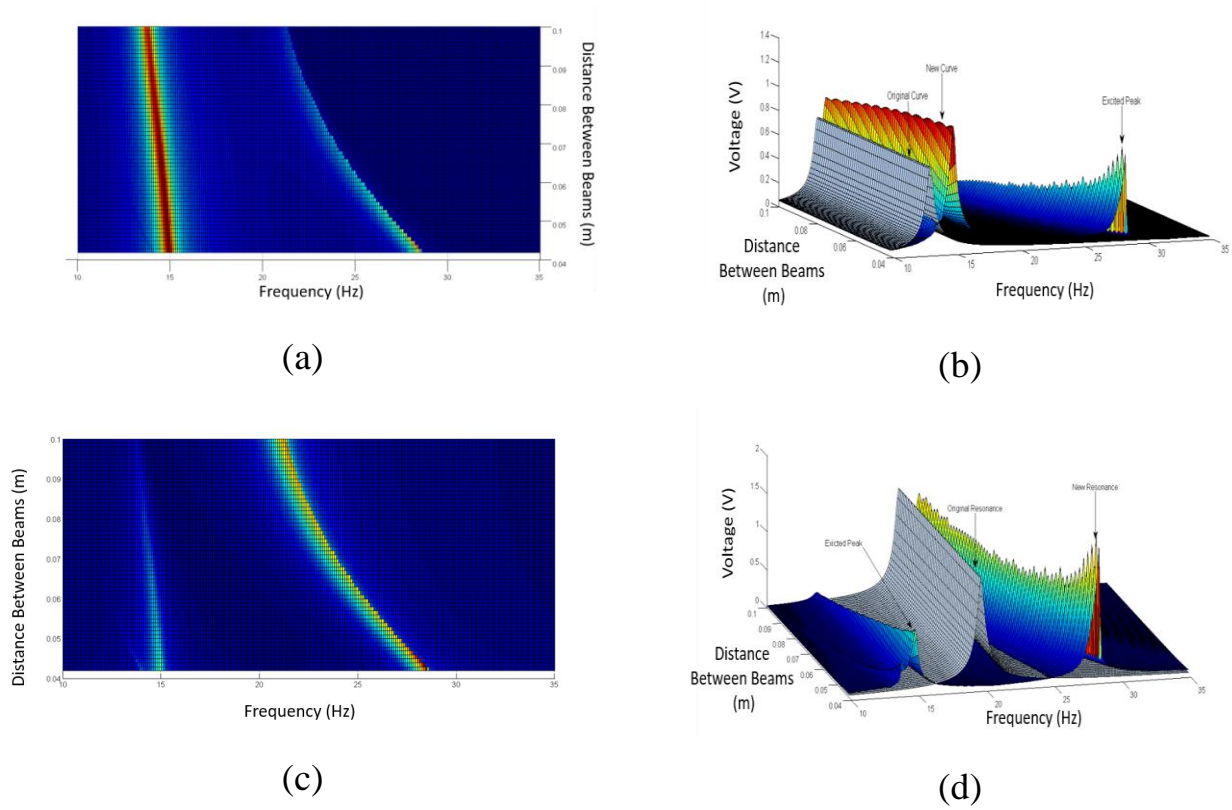 0.1
0.09
0.08
0.07
0.06
0.05
0.04
Distance Between Beams (m)
10 15 20 25 30 35
Frequency (Hz)
(a)
1.4
1.2
1
0.8
0.6
0.4
0.2
0
Voltage (V)
New Curve
Original Curve
Excited Peak
0.1
0.08
0.06
0.04
Distance
Between Beams
(m)
10 15 20 25 30 35
Frequency (Hz)
(b)
Distance Between Beams (m)
0.1
0.09
0.08
0.07
0.06
0.05
0.04
10 15 20 25 30 35
Frequency (Hz)
(c)
2
1.5
1
0.5
0
Voltage (V)
New Resonance
Original Resonance
Exicted Peak
0.1
0.09
0.08
0.07
0.06
0.05
0.04
Distance
Between Beams
(m)
10 15 20 25 30 35
Frequency (Hz)
(d)